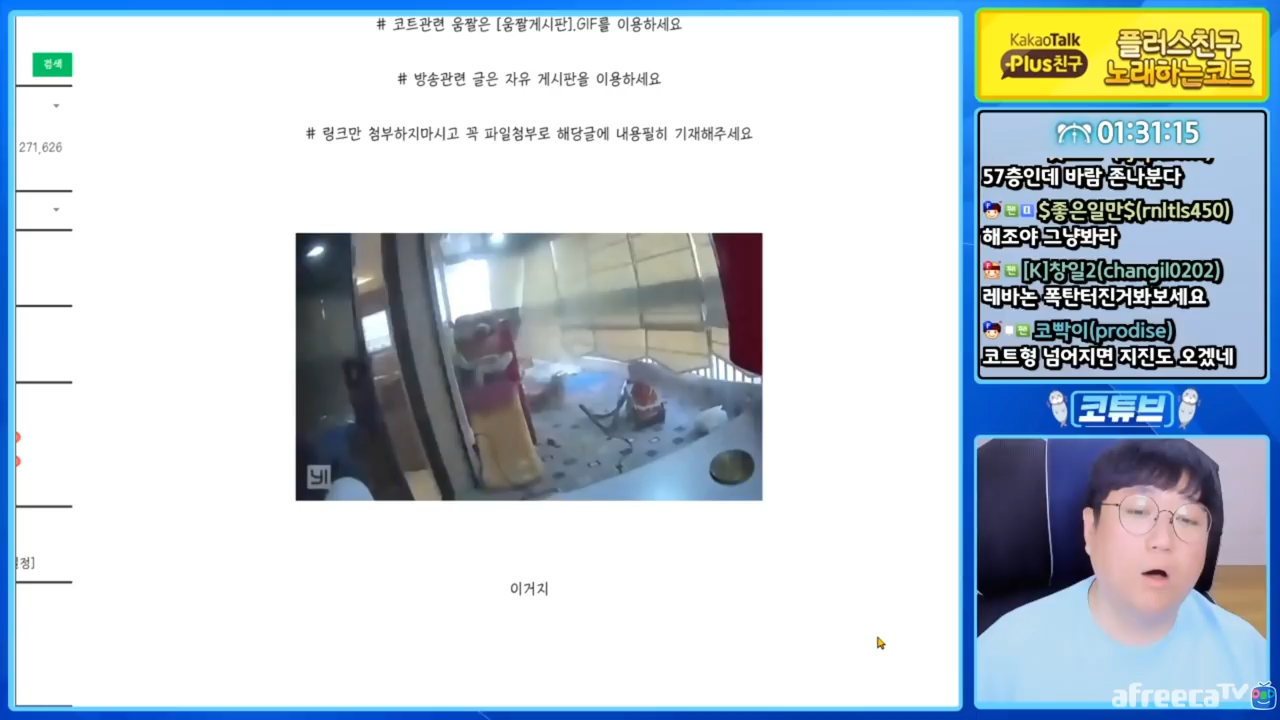 # 코트관련 움짤은 [움짤게시판].GIF를 이용하세요
검색
# 방송관련 글은 자유 게시판을 이용하세요
# 링크만 첨부하지마시고 꼭 파일첨부로 해당글에 내용필히 기재해주세요
271,626
YI
정]
이거지
KakaoTalk
Plus친구
플러스친구
노래하는코트
01:31:15
57층인데 바람 존나분다
$좋은일만$(rnltls450)
해조야 그냥봐라
[K]창일2(changil0202)
레바논 폭탄터진거봐보세요
코빡이(prodise)
코트형 넘어지면 지진도 오겠네
코튜브
afreecaTV